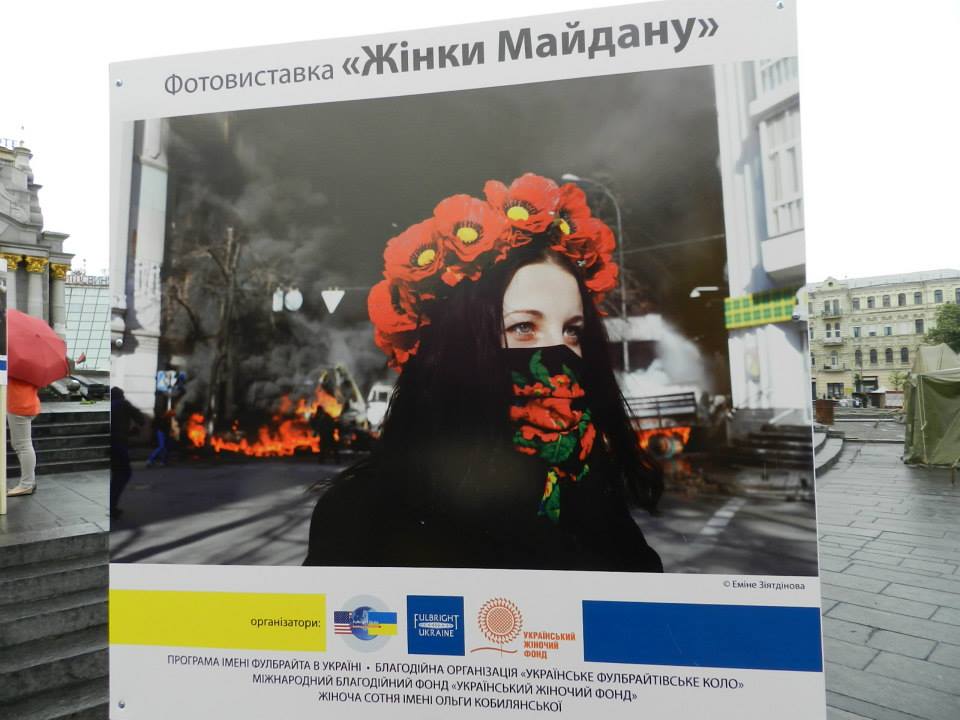 Фотовиставка «Жінки Майдану»
© Еміне Зіятдінова
організатори:
FULBRIGHT
UKRAINE
УКРАЇНСЬКИЙ
ЖІНОЧИЙ
ФОНД
ПРОГРАМА ІМЕНІ ФУЛБРАЙТА В УКРАЇНІ • БЛАГОДІЙНА ОРГАНІЗАЦІЯ «УКРАЇНСЬКЕ ФУЛБРАЙТІВСЬКЕ КОЛО»
МІЖНАРОДНИЙ БЛАГОДІЙНИЙ ФОНД «УКРАЇНСЬКИЙ ЖІНОЧИЙ ФОНД»
ЖІНОЧА СОТНЯ ІМЕНІ ОЛЬГИ КОБИЛЯНСЬКОЇ